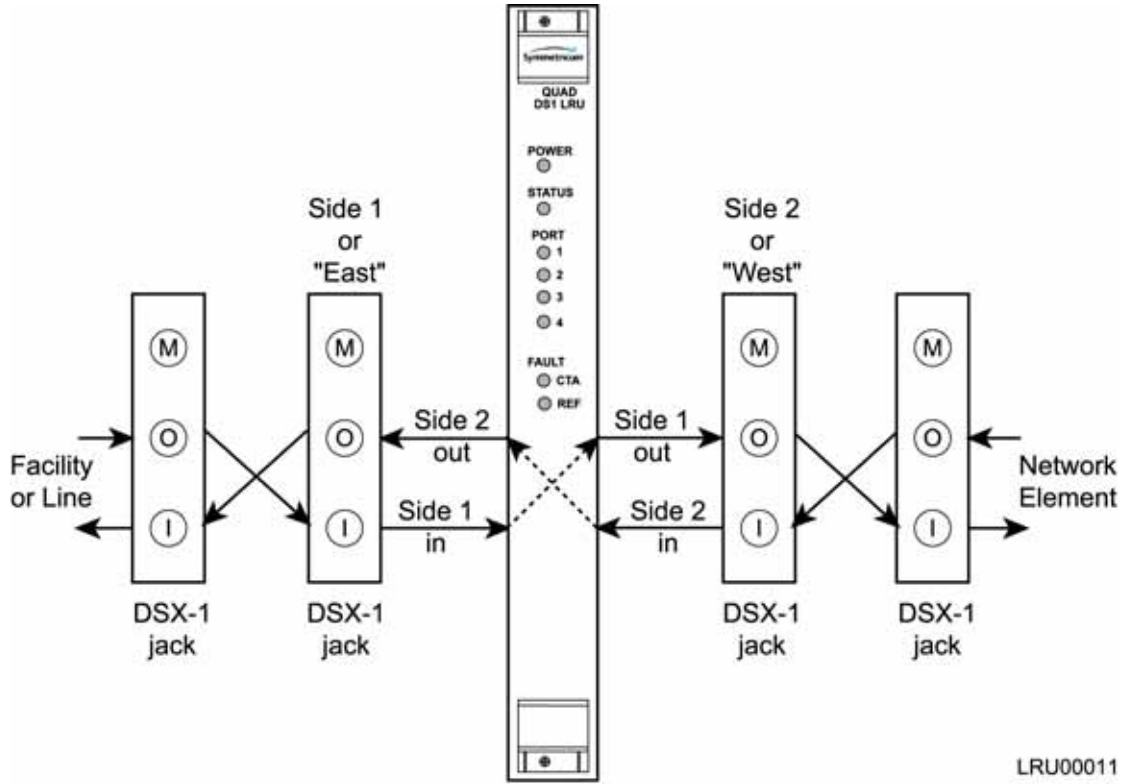 Symmetricom
QUAD
DS1 LRU
POWER
STATUS
PORT
1
2
3
4
FAULT
CTA
REF
Side 1
or
"East"
Side 2
or
"West"
M
O
I
M
O
I
M
O
I
M
O
I
Side 2
out
Side 1
in
Side 1
out
Side 2
in
Facility
or Line
Network
Element
DSX-1
jack
DSX-1
jack
DSX-1
jack
DSX-1
jack
LRU00011